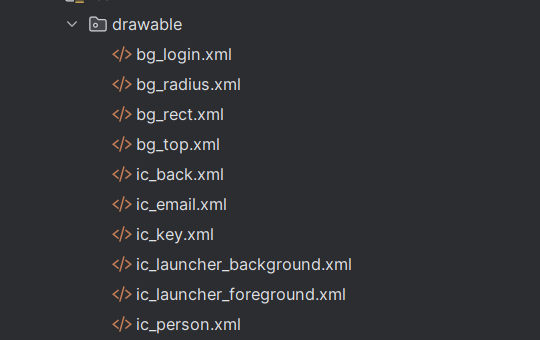 drawable
bg_login.xml
bg_radius.xml
bg_rect.xml
bg_top.xml
ic_back.xml
ic_email.xml
ic_key.xml
ic_launcher_background.xml
ic_launcher_foreground.xml
ic_person.xml